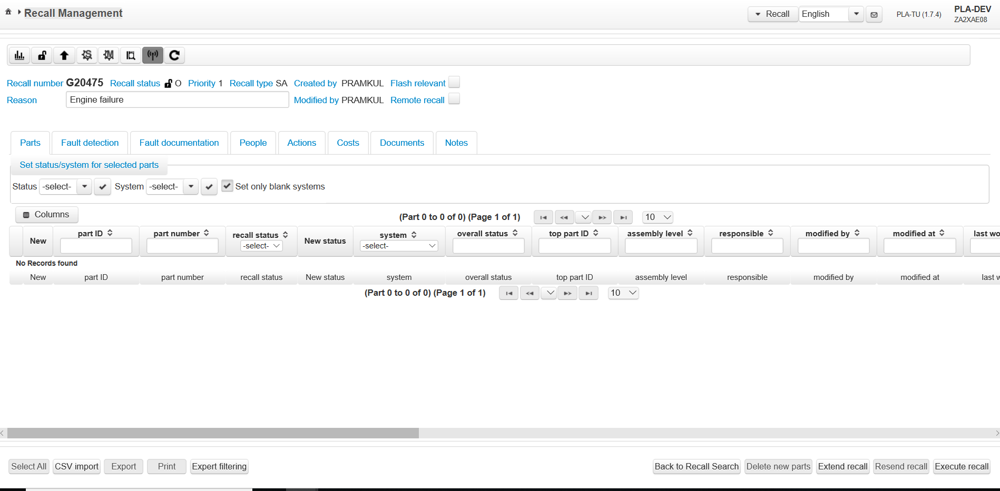 Recall Management
Recall English PLA-TU (1.7.4) PLA-DEV
ZA2XAE08
Recall number G20475 Recall status O Priority 1 Recall type SA Created by PRAMKUL Flash relevant
Reason Engine failure Modified by PRAMKUL Remote recall
Parts Fault detection Fault documentation People Actions Costs Documents Notes
Set status/system for selected parts
Status -select- System -select- Set only blank systems
Columns (Part 0 to 0 of 0) (Page 1 of 1) 10
New part ID part number recall status New status system overall status top part ID assembly level responsible modified by modified at last wo
-select- -select-
No Records found
New part ID part number recall status New status system overall status top part ID assembly level responsible modified by modified at last w
(Part 0 to 0 of 0) (Page 1 of 1) 10
Select All CSV import Export Print Expert filtering Back to Recall Search Delete new parts Extend recall Resend recall Execute recall